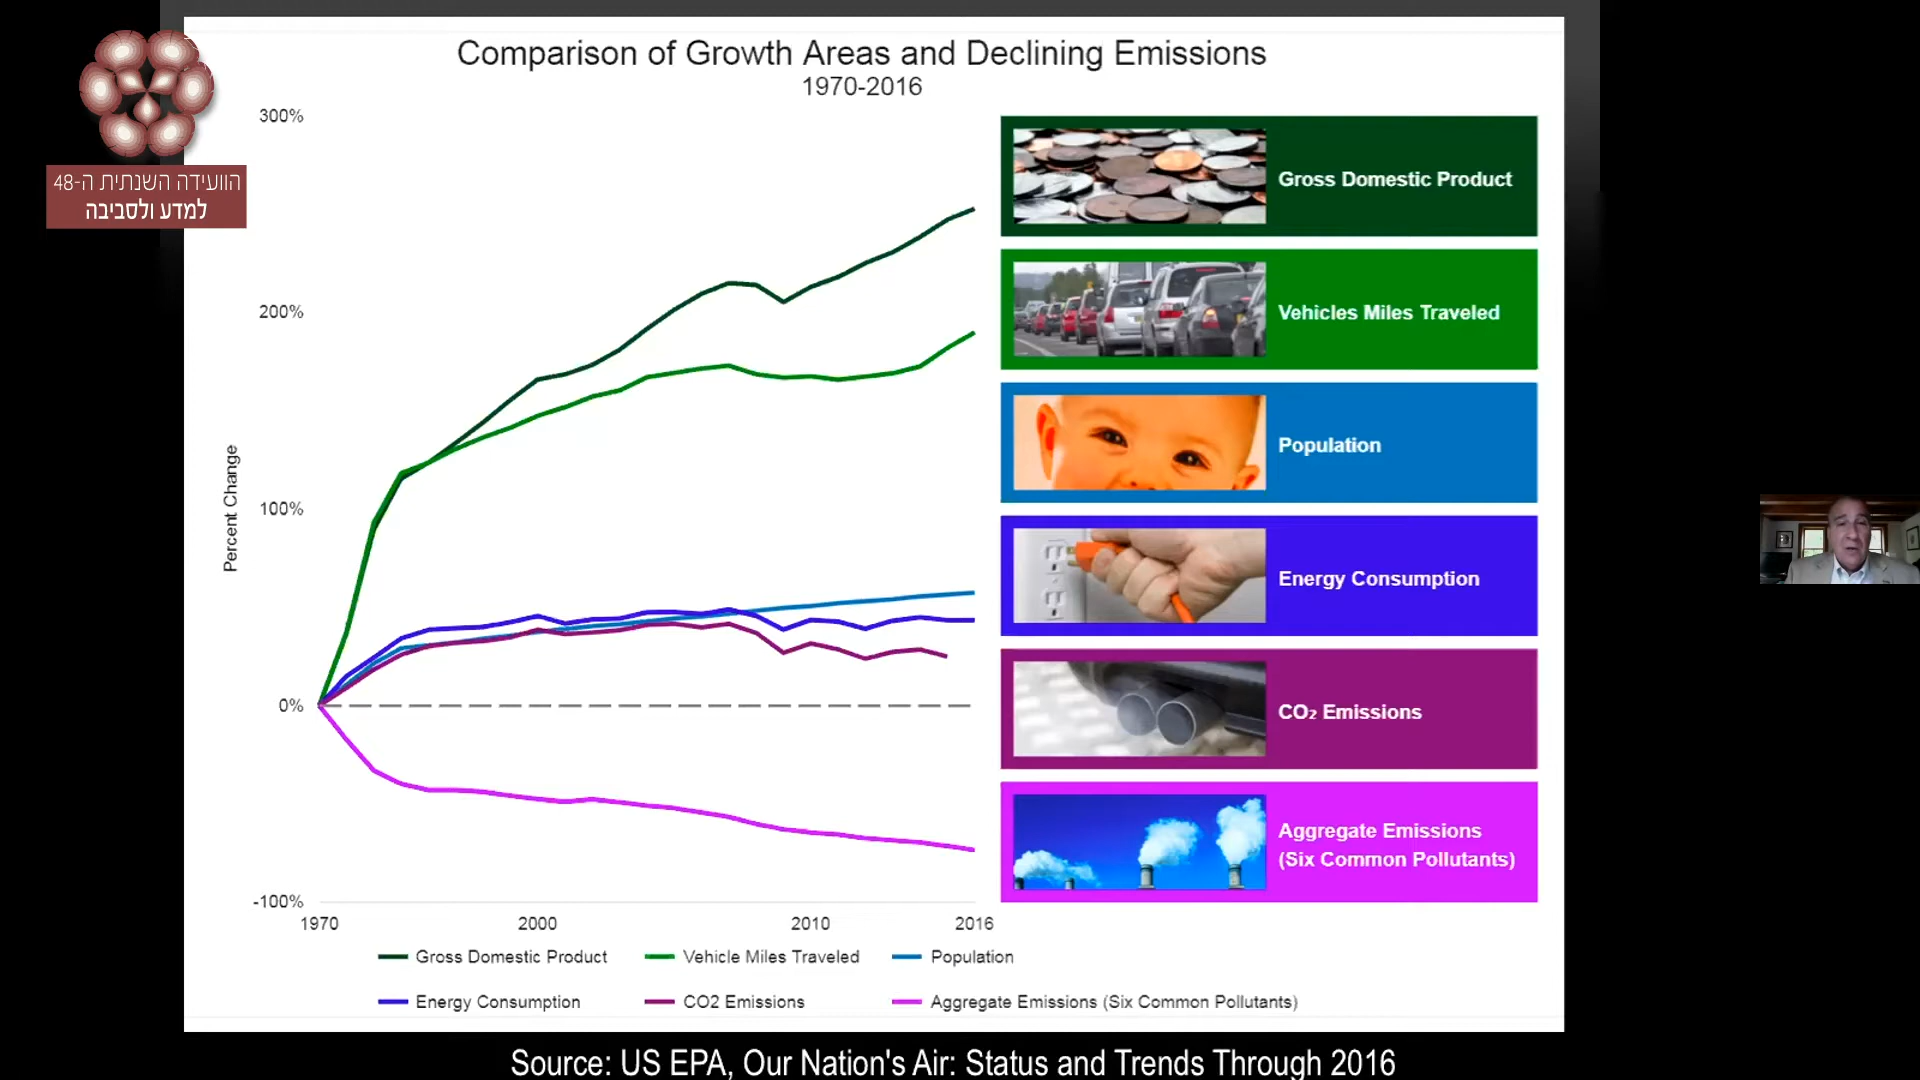 הוועידה השנתית ה-48
למדע ולסביבה
Comparison of Growth Areas and Declining Emissions
1970-2016
300%
200%
100%
0%
-100%
Percent Change
1970
2000
2010
2016
Gross Domestic Product
Vehicles Miles Traveled
Population
Energy Consumption
CO₂ Emissions
Aggregate Emissions
(Six Common Pollutants)
Gross Domestic Product
Vehicle Miles Traveled
Population
Energy Consumption
CO2 Emissions
Aggregate Emissions (Six Common Pollutants)
Source: US EPA, Our Nation's Air: Status and Trends Through 2016